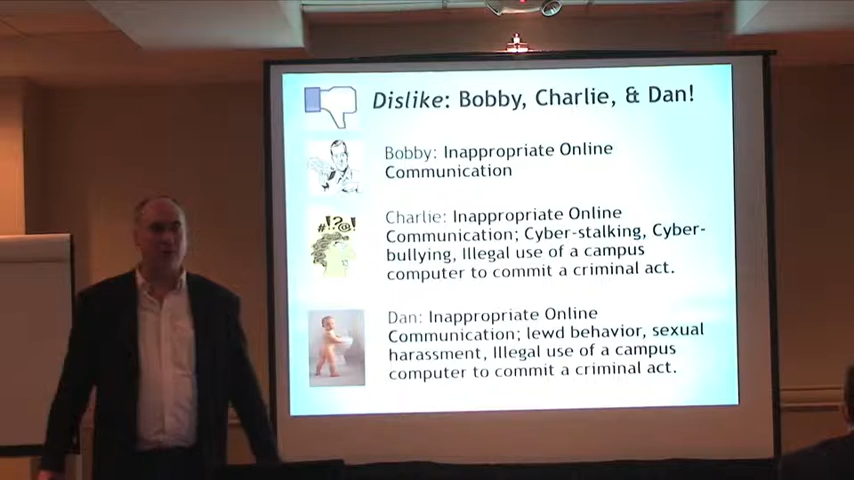 Dislike: Bobby, Charlie, & Dan!
Bobby: Inappropriate Online
Communication
!?@!
Charlie: Inappropriate Online
Communication; Cyber-stalking, Cyber-
bullying, Illegal use of a campus
computer to commit a criminal act.
Dan: Inappropriate Online
Communication; lewd behavior, sexual
harassment, Illegal use of a campus
computer to commit a criminal act.